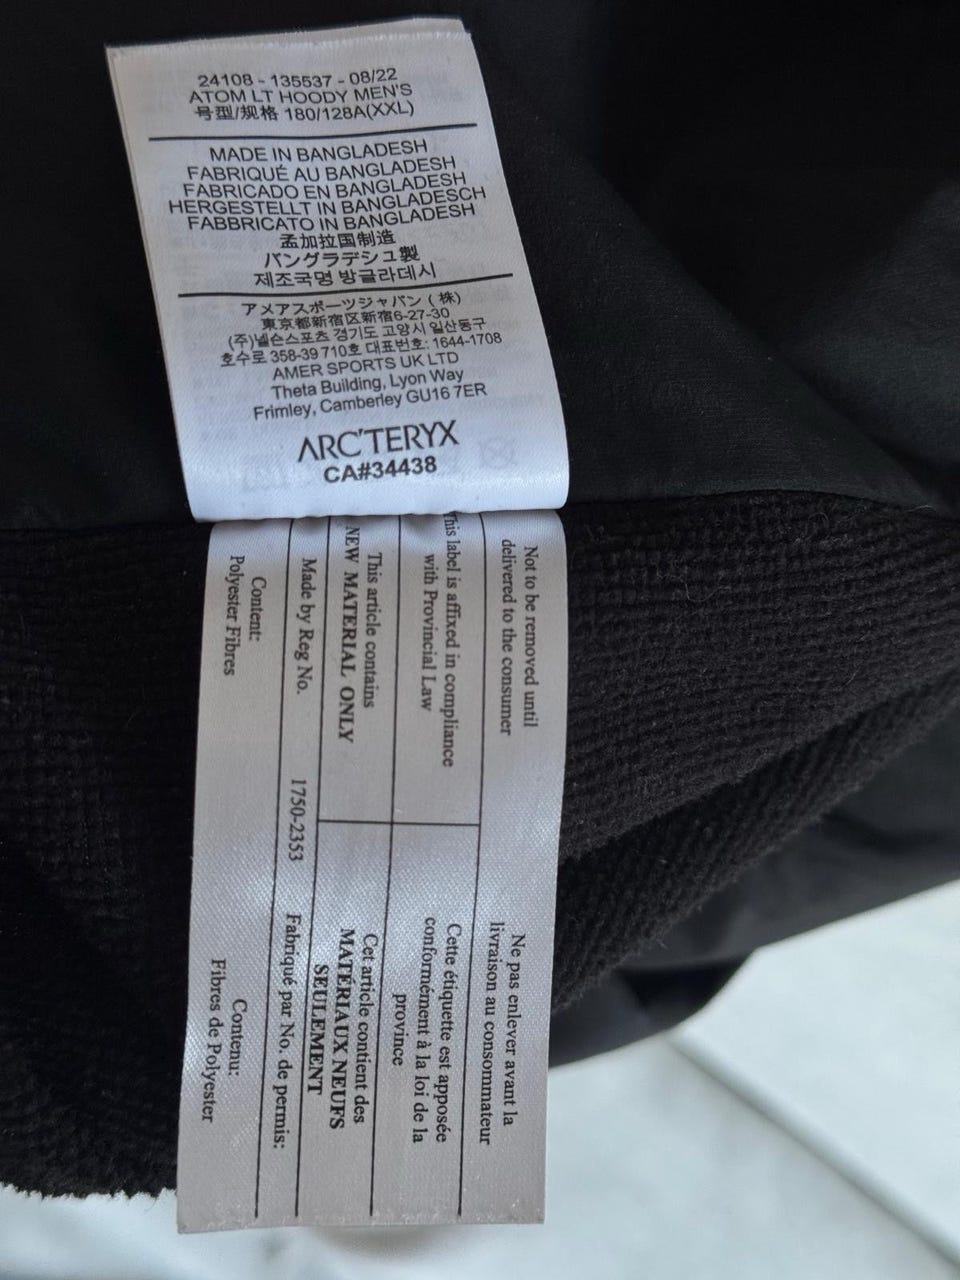 24108 - 135537 - 08/22
ATOM LT HOODY MEN'S
号型/规格 180/128A(XXL)
MADE IN BANGLADESH
FABRIQUÉ AU BANGLADESH
FABRICADO EN BANGLADESH
HERGESTELLT IN BANGLADESCH
FABBRICATO IN BANGLADESH
孟加拉国制造
バングラデシュ製
제조국명 방글라데시
アメアスポーツジャパン ( 株)
東京都新宿区新宿6-27-30
(주)넬슨스포츠 경기도 고양시 일산동구
호수로 358-39 710호 대표번호: 1644-1708
AMER SPORTS UK LTD
Theta Building, Lyon Way
Frimley, Camberley GU16 7ER
ARC'TERYX
CA#34438
Not to be removed until
delivered to the consumer
Ne pas enlever avant la
livraison au consommateur
This label is affixed in compliance
with Provincial Law
Cette étiquette est apposée
conformément à la loi de la
province
This article contains
NEW MATERIAL ONLY
Cet article contient des
MATÉRIAUX NEUFS
SEULEMENT
Made by Reg No. 1750-2353 Fabriqué par No. de permis:
Content:
Polyester Fibres
Contenu:
Fibres de Polyester